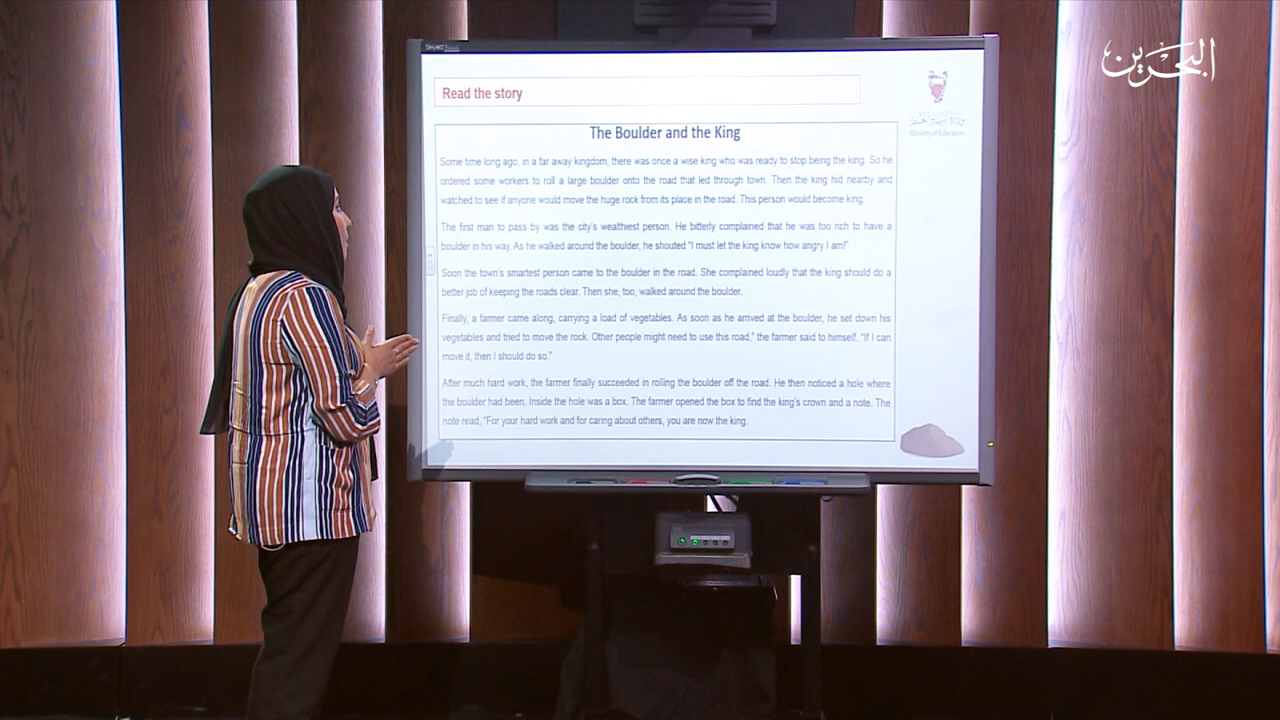 SMART
البحرين
Read the story
وزارة التربية والتعليم
Ministry of Education
The Boulder and the King
Some time long ago, in a far away kingdom, there was once a wise king who was ready to stop being the king. So he
ordered some workers to roll a large boulder onto the road that led through town. Then the king hid nearby and
watched to see if anyone would move the huge rock from its place in the road. This person would become king.
The first man to pass by was the city's wealthiest person. He bitterly complained that he was too rich to have a
boulder in his way. As he walked around the boulder, he shouted "I must let the king know how angry I am!"
Soon the town's smartest person came to the boulder in the road. She complained loudly that the king should do a
better job of keeping the roads clear. Then she, too, walked around the boulder.
Finally, a farmer came along, carrying a load of vegetables. As soon as he arrived at the boulder, he set down his
vegetables and tried to move the rock. Other people might need to use this road," the farmer said to himself. "If I can
move it, then I should do so."
After much hard work, the farmer finally succeeded in rolling the boulder off the road. He then noticed a hole where
the boulder had been. Inside the hole was a box. The farmer opened the box to find the king's crown and a note. The
note read, "For your hard work and for caring about others, you are now the king.